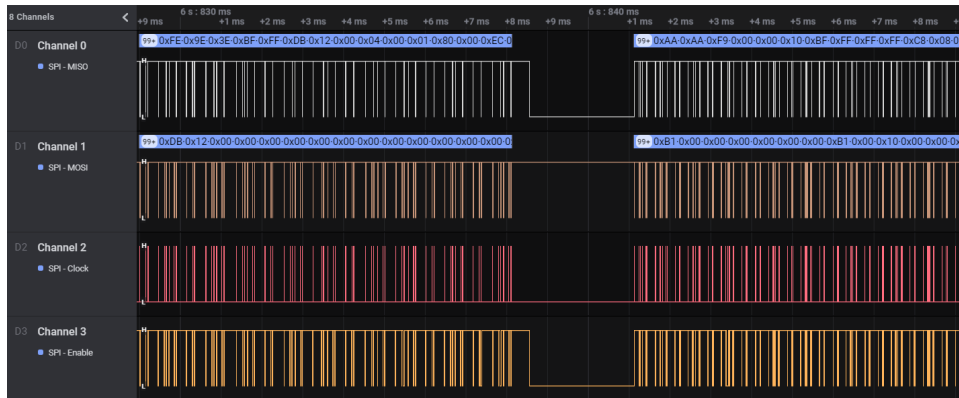 6 s : 830 ms
6 s : 840 ms
8 Channels
+9 ms +1 ms +2 ms +3 ms +4 ms +5 ms +6 ms +7 ms +8 ms +9 ms +1 ms +2 ms +3 ms +4 ms +5 ms +6 ms +7 ms +8 ms
D0 Channel 0
99+ 0xFE·0x9E·0x3E·0xBF·0xFF·0xDB·0x12·0x00·0x04·0x00·0x01·0x80·0x00·0xEC·0
99+ 0xAA·0xAA·0xF9·0x00·0x00·0x10·0xBF·0xFF·0xFF·0xFF·0xC8·0x08·0
SPI - MISO
H
L
D1 Channel 1
99+ 0xDB·0x12·0x00·0x00·0x00·0x00·0x00·0x00·0x00·0x00·0x00·0x00·0x00·0x00·0
99+ 0xB1·0x00·0x00·0x00·0x00·0x00·0x00·0xB1·0x00·0x10·0x00·0x00·0x
SPI - MOSI
H
L
D2 Channel 2
SPI - Clock
H
L
D3 Channel 3
SPI - Enable
H
L